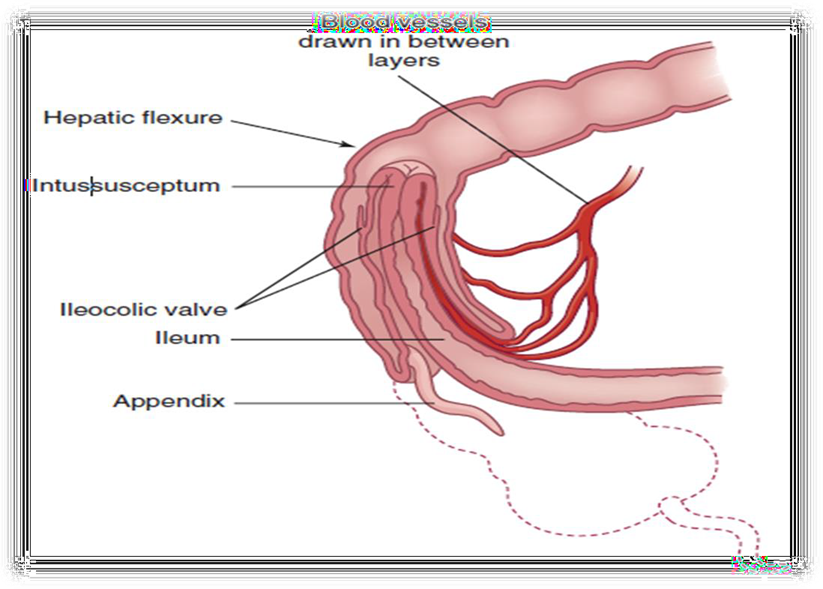 Blood vessels
drawn in between
layers
Hepatic flexure
Intussusceptum
Ileocolic valve
Ileum
Appendix